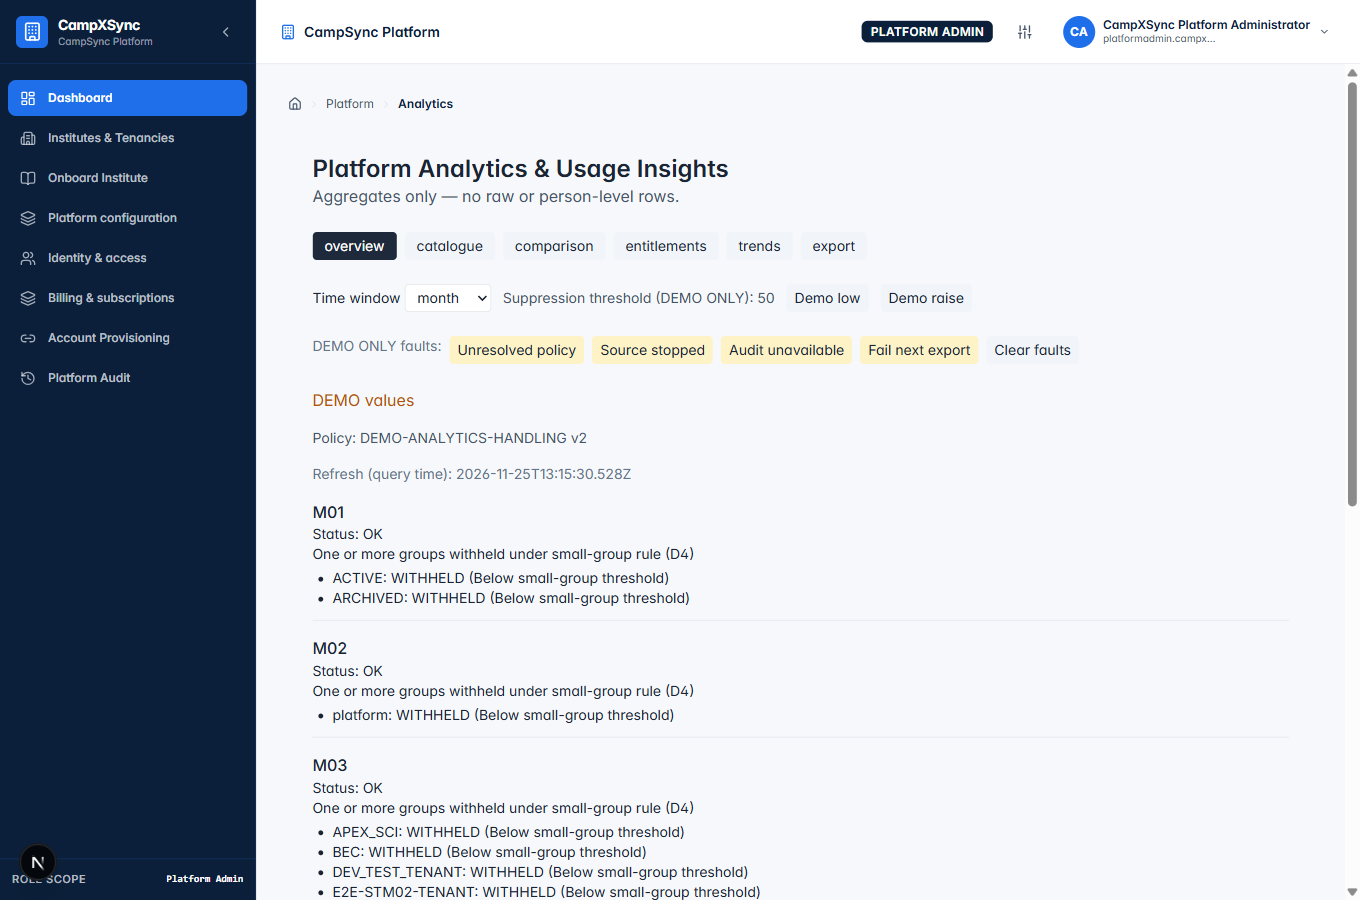 CampXSync
CampSync Platform
Dashboard
Institutes & Tenancies
Onboard Institute
Platform configuration
Identity & access
Billing & subscriptions
Account Provisioning
Platform Audit
N
Platform Admin
CampSync Platform
PLATFORM ADMIN
CA
CampXSync Platform Administrator
platformadmin.campx...
Platform
Analytics
Platform Analytics & Usage Insights
Aggregates only — no raw or person-level rows.
overview catalogue comparison entitlements trends export
Time window month Suppression threshold (DEMO ONLY): 50 Demo low Demo raise
DEMO ONLY faults: Unresolved policy Source stopped Audit unavailable Fail next export Clear faults
DEMO values
Policy: DEMO-ANALYTICS-HANDLING v2
Refresh (query time): 2026-11-25T13:15:30.528Z
M01
Status: OK
One or more groups withheld under small-group rule (D4)
ACTIVE: WITHHELD (Below small-group threshold)
ARCHIVED: WITHHELD (Below small-group threshold)
M02
Status: OK
One or more groups withheld under small-group rule (D4)
platform: WITHHELD (Below small-group threshold)
M03
Status: OK
One or more groups withheld under small-group rule (D4)
APEX_SCI: WITHHELD (Below small-group threshold)
BEC: WITHHELD (Below small-group threshold)
DEV_TEST_TENANT: WITHHELD (Below small-group threshold)
E2E-STM02-TENANT: WITHHELD (Below small-group threshold)